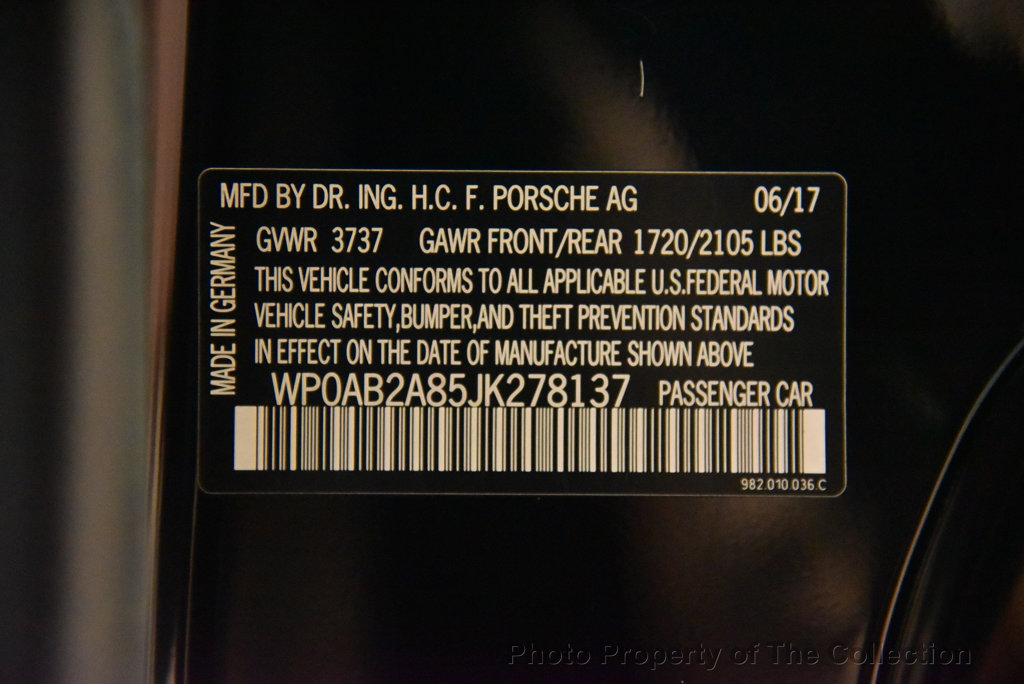 MFD BY DR. ING. H.C. F. PORSCHE AG 06/17
GVWR 3737 GAWR FRONT/REAR 1720/2105 LBS
THIS VEHICLE CONFORMS TO ALL APPLICABLE U.S.FEDERAL MOTOR
VEHICLE SAFETY,BUMPER,AND THEFT PREVENTION STANDARDS
IN EFFECT ON THE DATE OF MANUFACTURE SHOWN ABOVE
WP0AB2A85JK278137 PASSENGER CAR
MADE IN GERMANY
982.010.036 C
Photo Property of The Collection